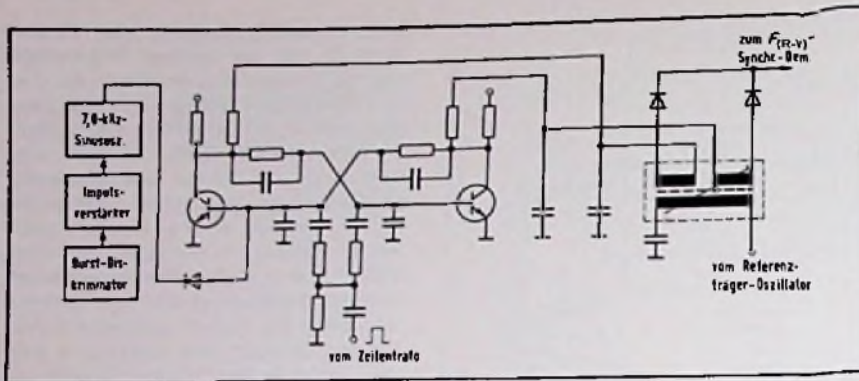 7,8-kHz-
Sinusosz.
Impuls-
verstärker
Burst-Dis-
kriminator
vom Zeilentrafo
zum F(R-Y)-
Synchr.-Dem.
vom Referenz-
träger-Oszillator